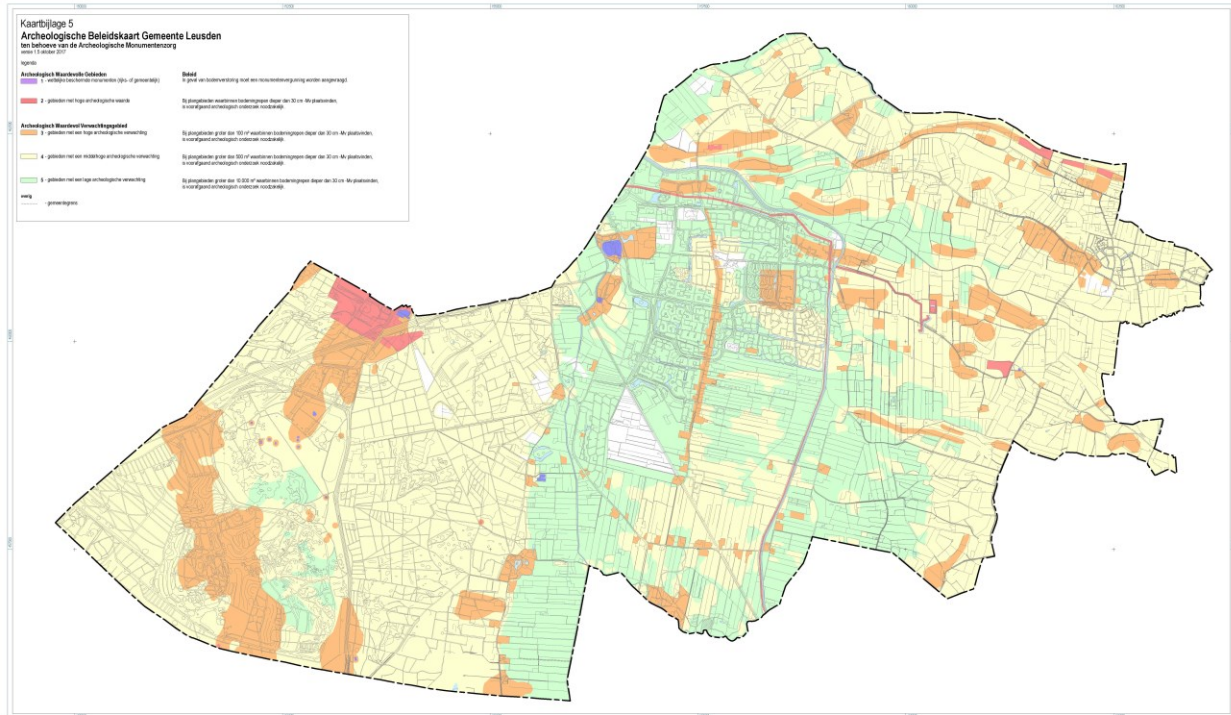 Kaartbijlage 5
Archeologische Beleidskaart Gemeente Leusden
ten behoeve van de Archeologische Monumentenzorg
versie 1.5 oktober 2017
legenda
Archeologisch Waardevolle Gebieden
Beleid
1 - wettelijke beschermde monumenten (rijks- of gemeentelijk)
In geval van bodemverstoring moet een monumentenvergunning worden aangevraagd
2 - gebieden met hoge archeologische waarde
Bij plangebieden waarbinnen bodemingrepen dieper dan 30 cm -Mv plaatsvinden,
is voorafgaand archeologisch onderzoek noodzakelijk.
Archeologisch Waardevol Verwachtingsgebied
3 - gebieden met een hoge archeologische verwachting
Bij plangebieden groter dan 100 m² waarbinnen bodemingrepen dieper dan 30 cm -Mv plaatsvinden,
is voorafgaand archeologisch onderzoek noodzakelijk.
4 - gebieden met een middelhoge archeologische verwachting
Bij plangebieden groter dan 500 m² waarbinnen bodemingrepen dieper dan 30 cm -Mv plaatsvinden,
is voorafgaand archeologisch onderzoek noodzakelijk.
5 - gebieden met een lage archeologische verwachting
Bij plangebieden groter dan 10.000 m² waarbinnen bodemingrepen dieper dan 30 cm -Mv plaatsvinden,
is voorafgaand archeologisch onderzoek noodzakelijk.
overig
- gemeentegrens